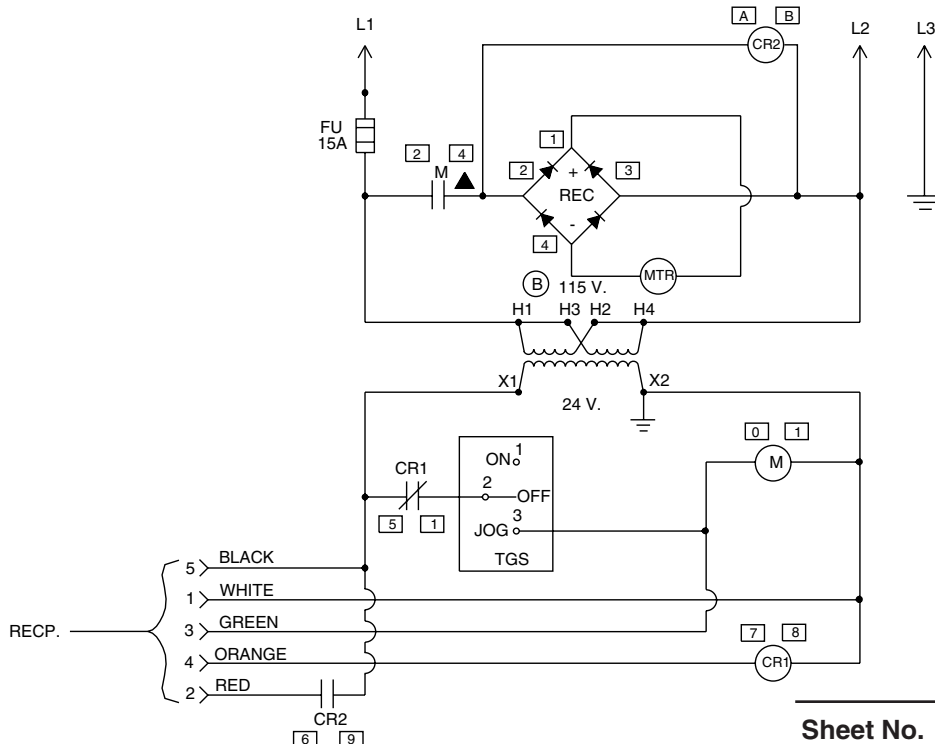 L1
A B
CR2
L2
L3
FU
15A
2 4
M
1
2
+
3
REC
4
-
MTR
B 115 V.
H1 H3 H2 H4
X1 X2
24 V.
0 1
M
CR1
5 1
ON 1
2
OFF
JOG 3
TGS
RECP.
5 BLACK
1 WHITE
3 GREEN
4 ORANGE
2 RED
7 8
CR1
CR2
6 9
Sheet No.